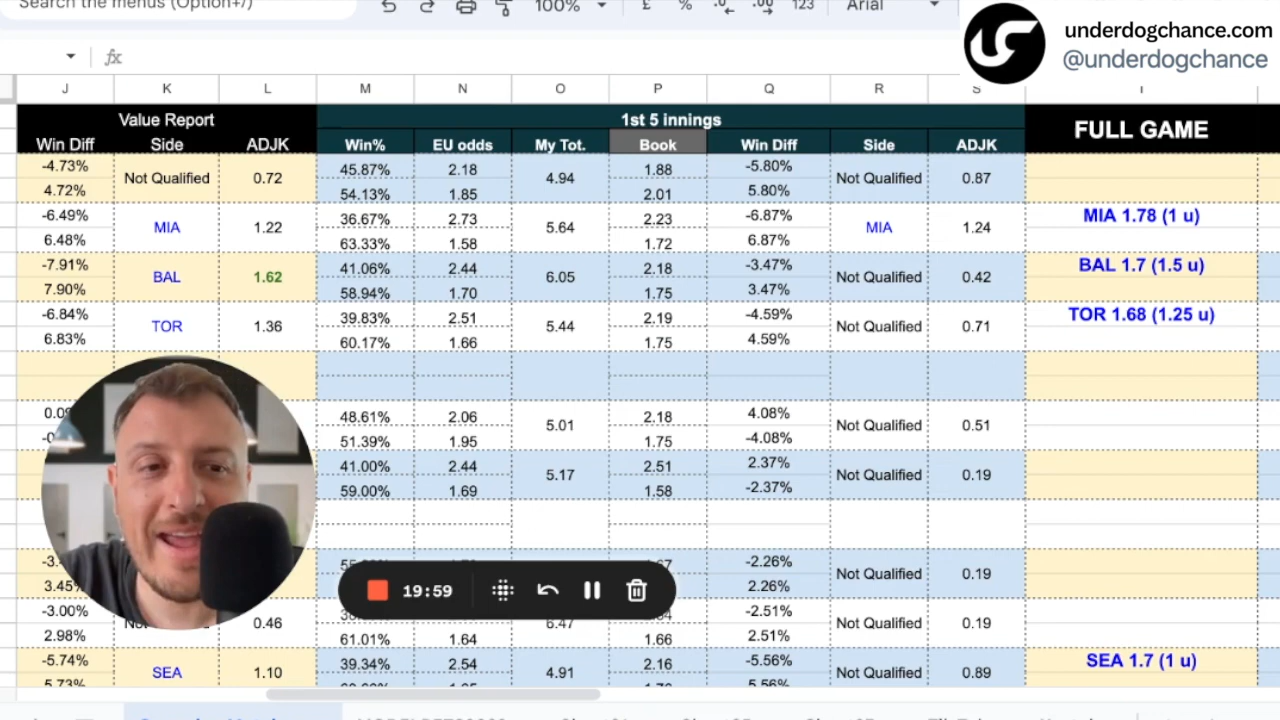 Search the menus (Option+/)
100%
£
%
.0
.00
123
Arial
underdogchance.com
@underdogchance
fx
J K L M N O P Q R S
Value Report
1st 5 innings
FULL GAME
Win Diff Side ADJK Win% EU odds My Tot. Book Win Diff Side ADJK
-4.73% 45.87% 2.18 1.88 -5.80%
Not Qualified 0.72 4.94 Not Qualified 0.87
4.72% 54.13% 1.85 2.01 5.80%
-6.49% 36.67% 2.73 2.23 -6.87% MIA 1.78 (1 u)
MIA 1.22 5.64 MIA 1.24
6.48% 63.33% 1.58 1.72 6.87%
-7.91% 41.06% 2.44 2.18 -3.47% BAL 1.7 (1.5 u)
BAL 1.62 6.05 Not Qualified 0.42
7.90% 58.94% 1.70 1.75 3.47%
-6.84% 39.83% 2.51 2.19 -4.59% TOR 1.68 (1.25 u)
TOR 1.36 5.44 Not Qualified 0.71
6.83% 60.17% 1.66 1.75 4.59%
48.61% 2.06 2.18 4.08%
5.01 Not Qualified 0.51
51.39% 1.95 1.75 -4.08%
41.00% 2.44 2.51 2.37%
5.17 Not Qualified 0.19
59.00% 1.69 1.58 -2.37%
-2.26%
Not Qualified 0.19
3.45% 2.26%
19:59
-3.00% -2.51%
0.46 6.47 Not Qualified 0.19
2.98% 61.01% 1.64 1.66 2.51%
-5.74% 39.34% 2.54 2.16 -5.56% SEA 1.7 (1 u)
SEA 1.10 4.91 Not Qualified 0.89
5.73% 5.56%